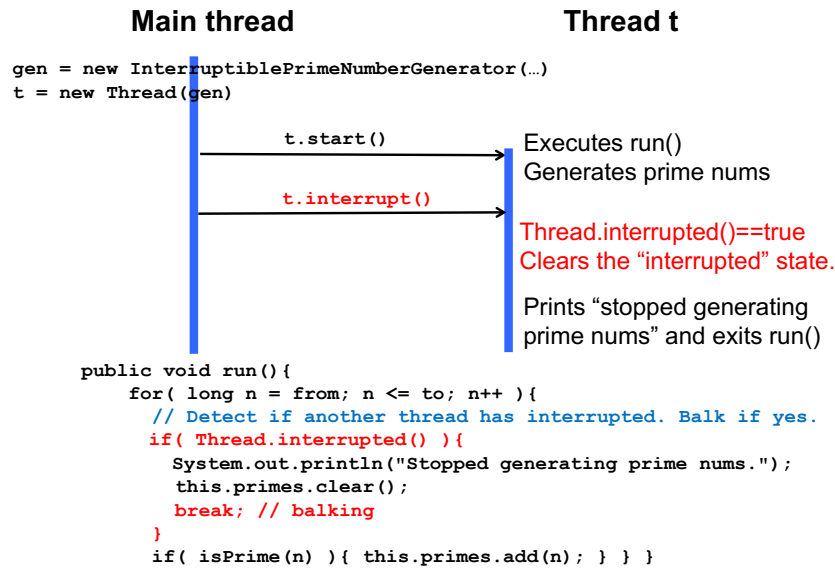 Main thread
Thread t
gen = new InterruptiblePrimeNumberGenerator(…)
t = new Thread(gen)
t.start()
Executes run()
Generates prime nums
t.interrupt()
Thread.interrupted()==true
Clears the “interrupted” state.
Prints “stopped generating
prime nums” and exits run()
public void run(){
for( long n = from; n <= to; n++ ){
// Detect if another thread has interrupted. Balk if yes.
if( Thread.interrupted() ){
System.out.println("Stopped generating prime nums.");
this.primes.clear();
break; // balking
}
if( isPrime(n) ){ this.primes.add(n); } } }